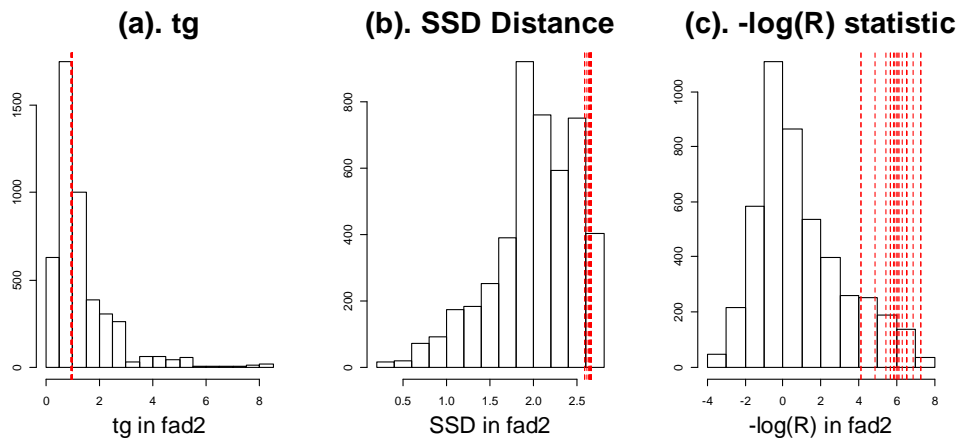 (a). tg
(b). SSD Distance
(c). -log(R) statistic
1500
1000
500
0
0 2 4 6 8
tg in fad2
800
600
400
200
0
0.5 1.0 1.5 2.0 2.5
SSD in fad2
1000
800
600
400
200
0
-4 -2 0 2 4 6 8
-log(R) in fad2